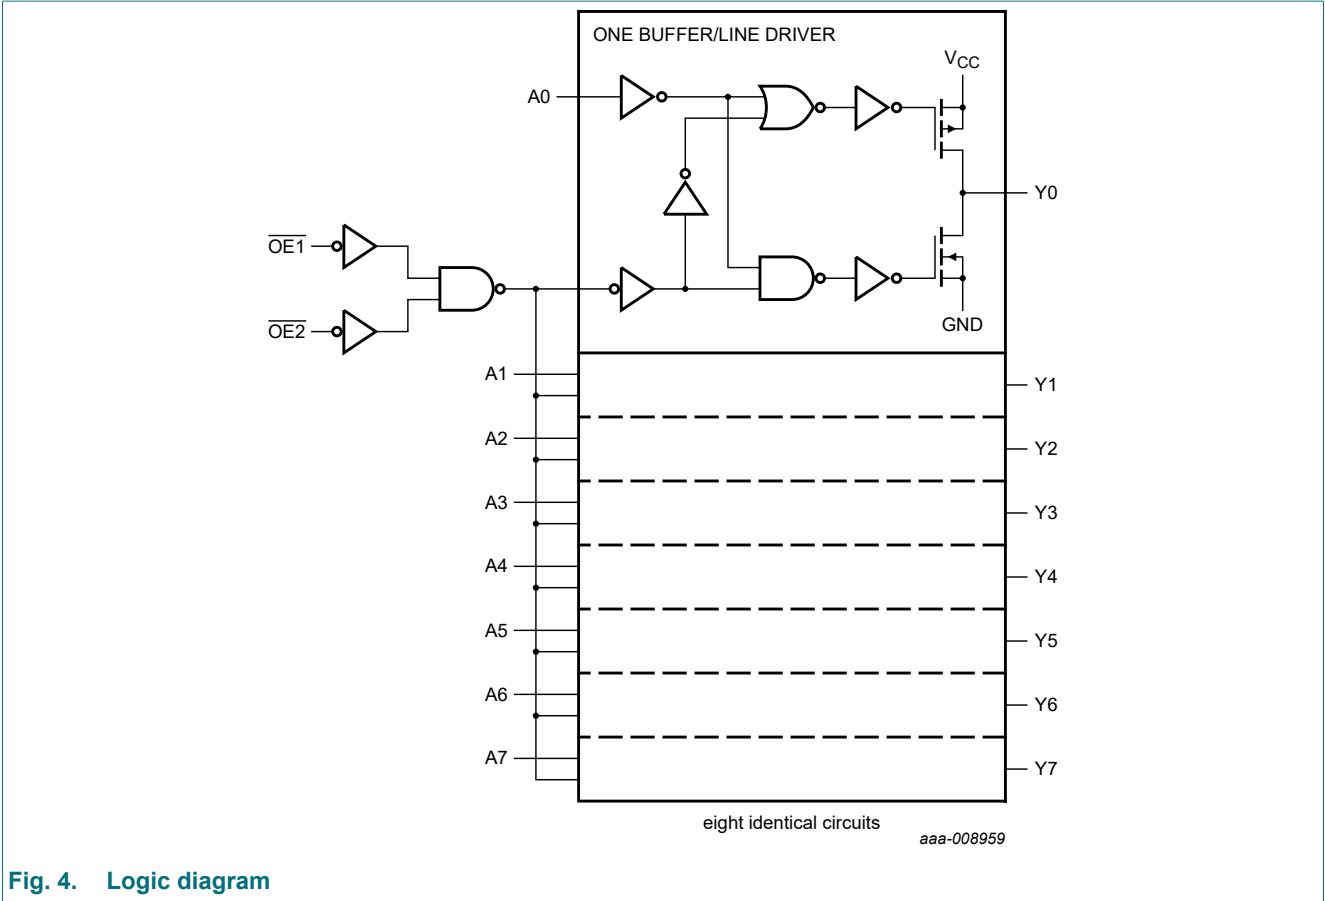 ONE BUFFER/LINE DRIVER
VCC
A0
Y0
OE1
OE2
GND
A1
Y1
A2
Y2
A3
Y3
A4
Y4
A5
Y5
A6
Y6
A7
Y7
eight identical circuits
aaa-008959
Fig. 4. Logic diagram